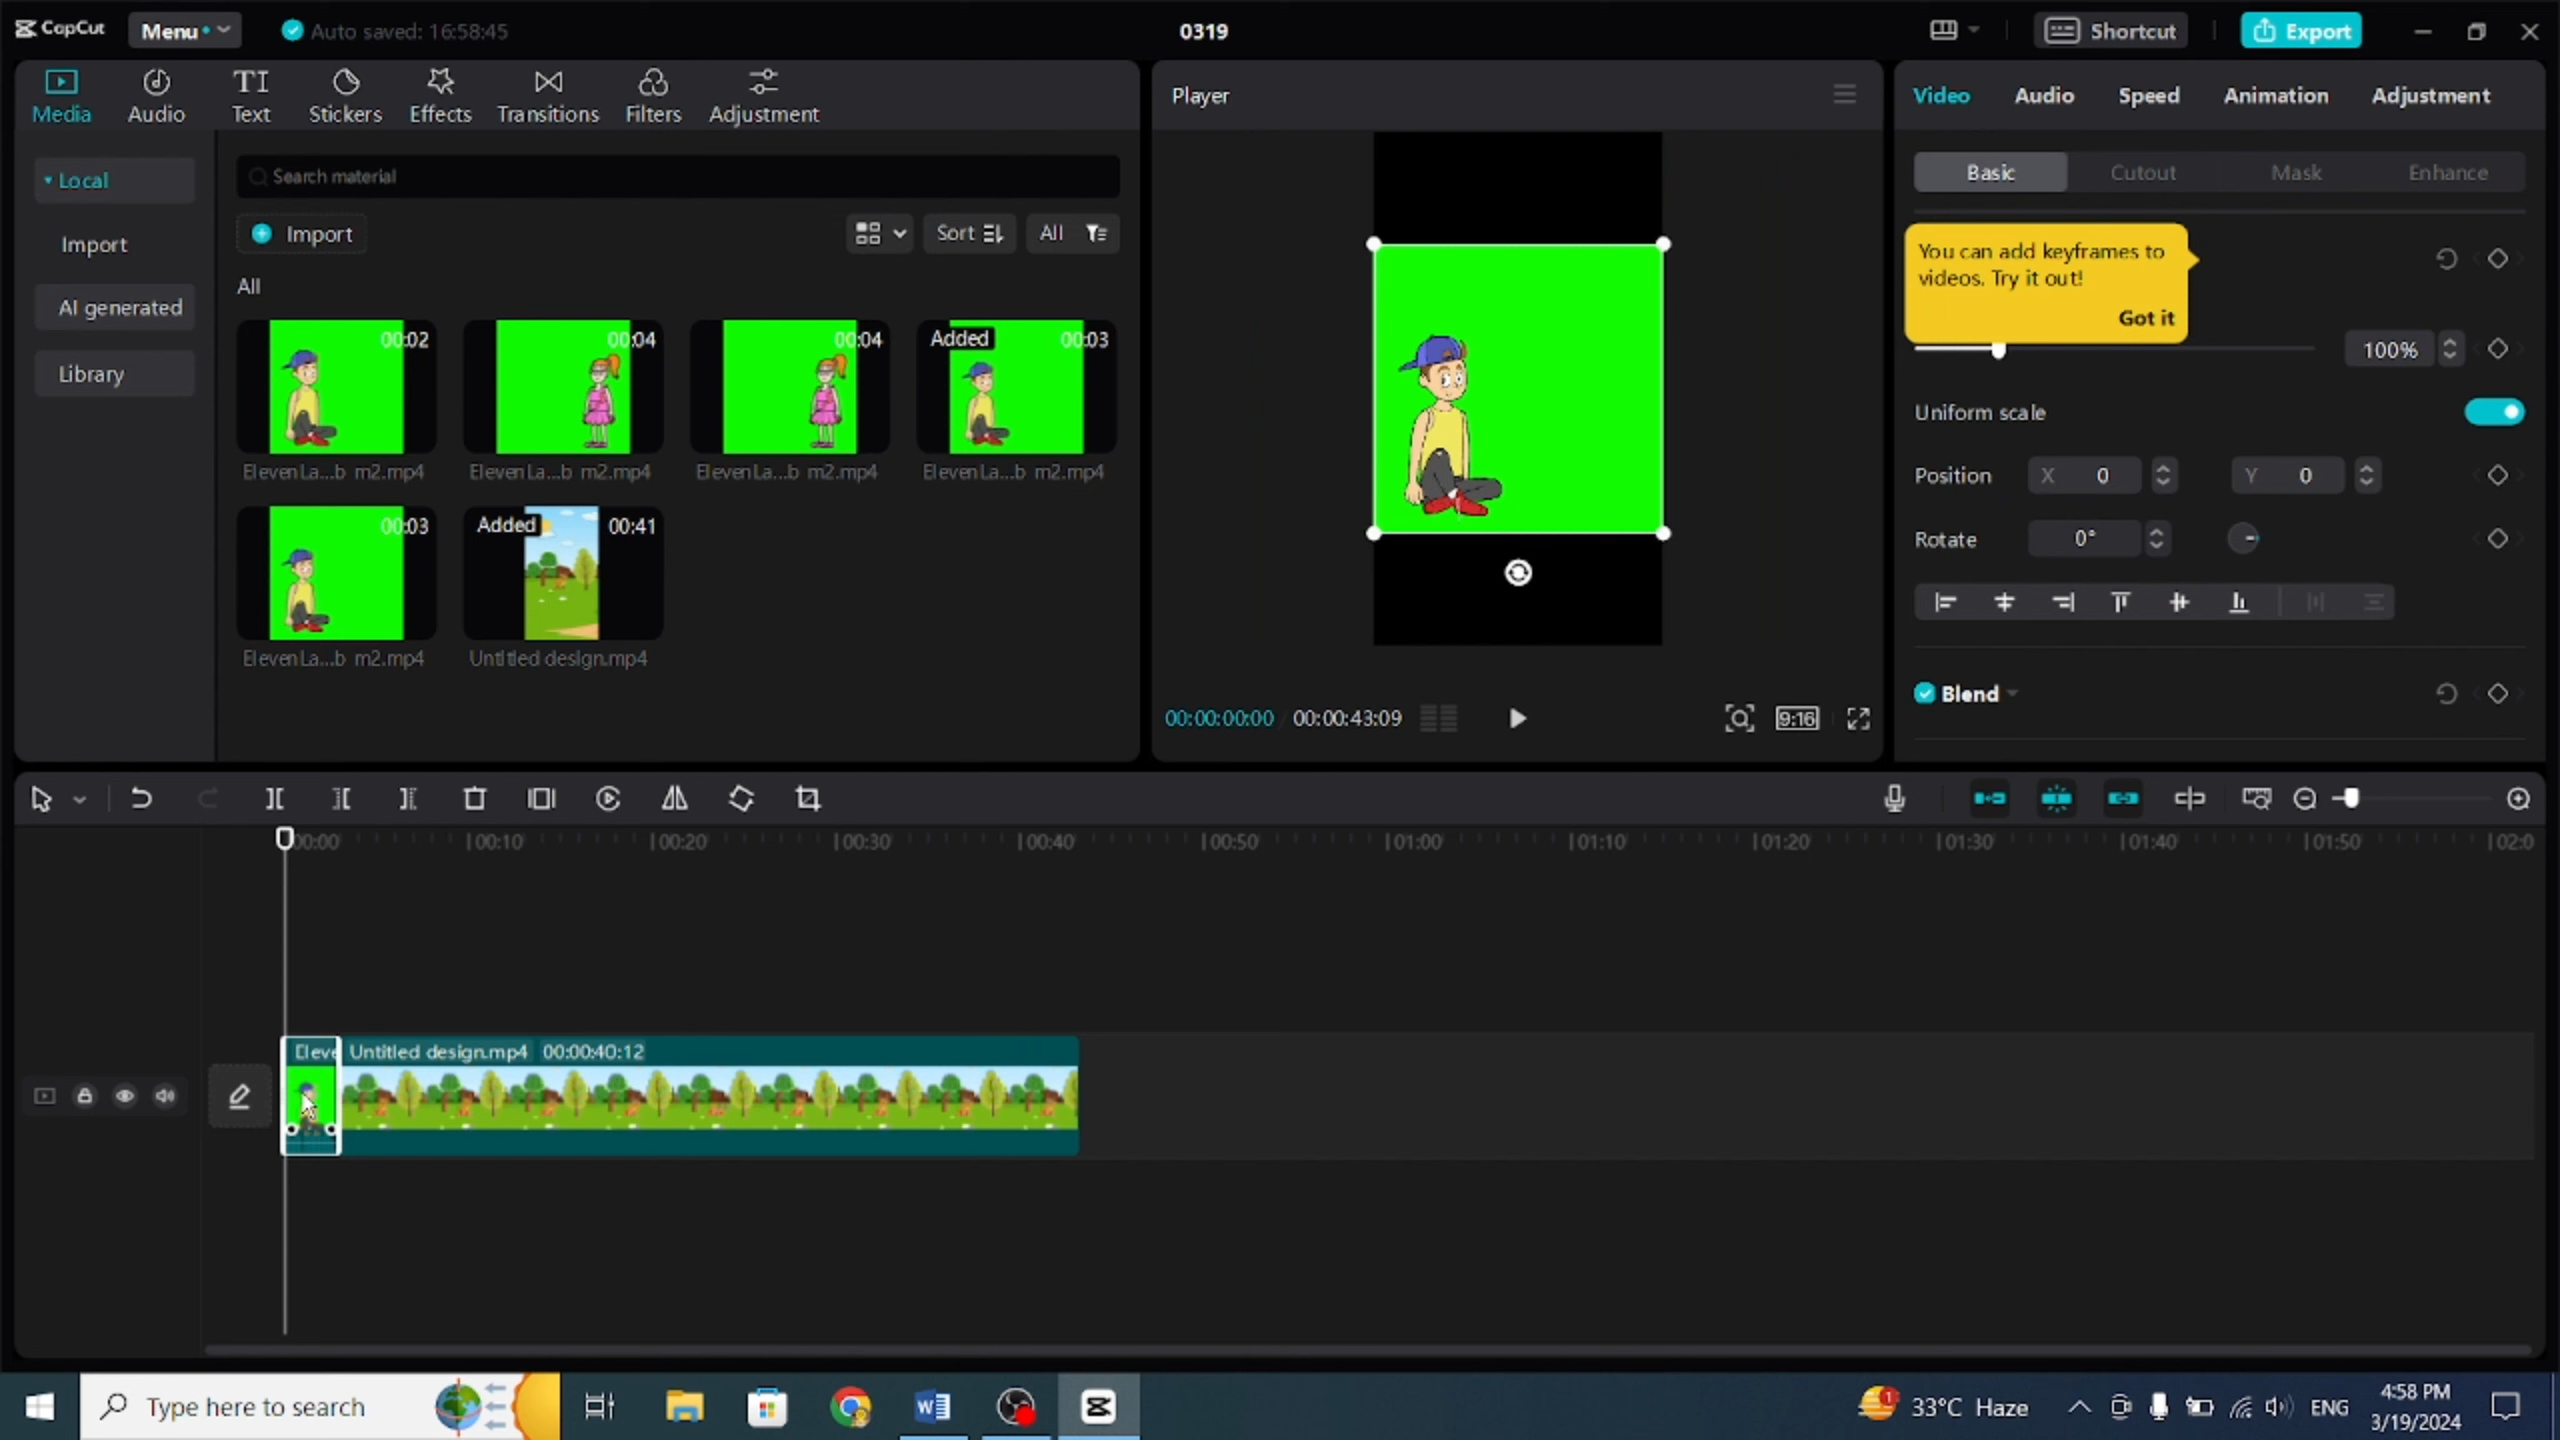 CapCut
Menu
Auto saved: 16:58:45
0319
Shortcut
Export
Media
Audio
Text
Stickers
Effects
Transitions
Filters
Adjustment
Local
Import
AI generated
Library
Search material
Import
Sort
All
All
00:02
ElevenLa...b m2.mp4
00:04
ElevenLa...b m2.mp4
00:04
ElevenLa...b m2.mp4
Added
00:03
ElevenLa...b m2.mp4
00:03
ElevenLa...b m2.mp4
Added
00:41
Untitled design.mp4
Player
00:00:00:00
00:00:43:09
9:16
Video
Audio
Speed
Animation
Adjustment
Basic
Cutout
Mask
Enhance
You can add keyframes to
videos. Try it out!
Got it
100%
Uniform scale
Position X 0 Y 0
Rotate 0°
Blend
00:00
00:10
00:20
00:30
00:40
00:50
01:00
01:10
01:20
01:30
01:40
01:50
02:0
Eleve
Untitled design.mp4 00:00:40:12
Type here to search
1
33°C Haze
ENG
4:58 PM
3/19/2024